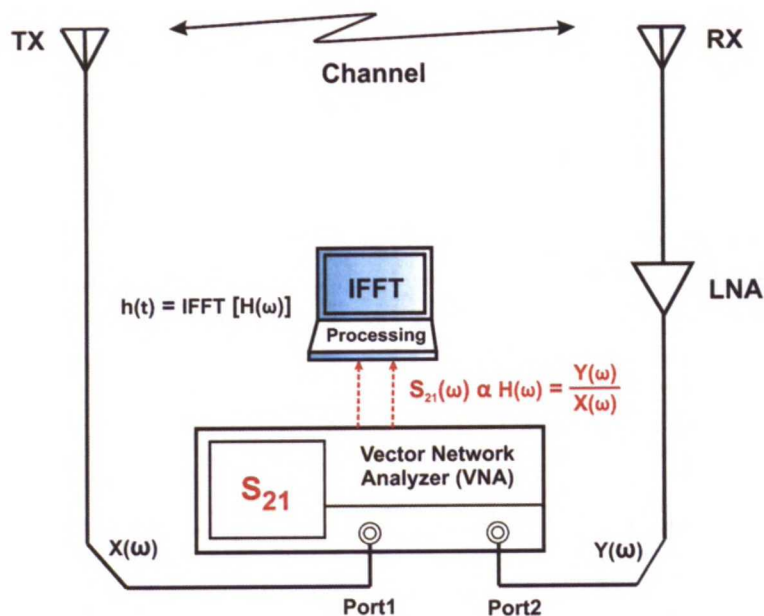 TX
RX
Channel
LNA
IFFT
Processing
h(t) = IFFT [H(ω)]
S₂₁(ω) α H(ω) = Y(ω)/X(ω)
Vector Network
Analyzer (VNA)
S₂₁
X(ω)
Y(ω)
Port1
Port2